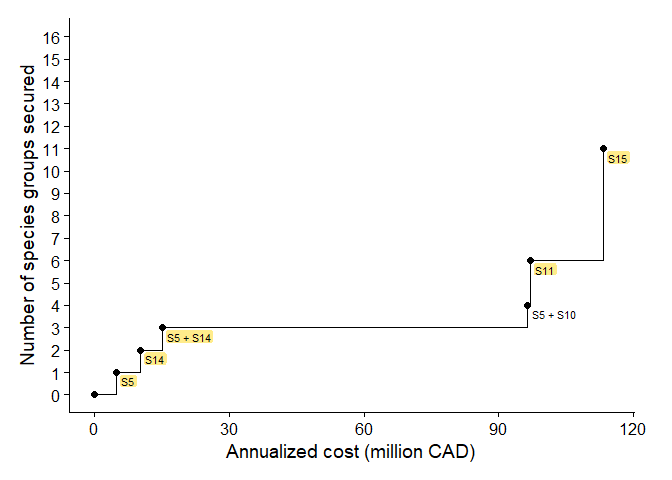 Number of species groups secured
16
15
14
13
12
11
10
9
8
7
6
5
4
3
2
1
0
S15
S11
S5 + S10
S5 + S14
S14
S5
0
30
60
90
120
Annualized cost (million CAD)